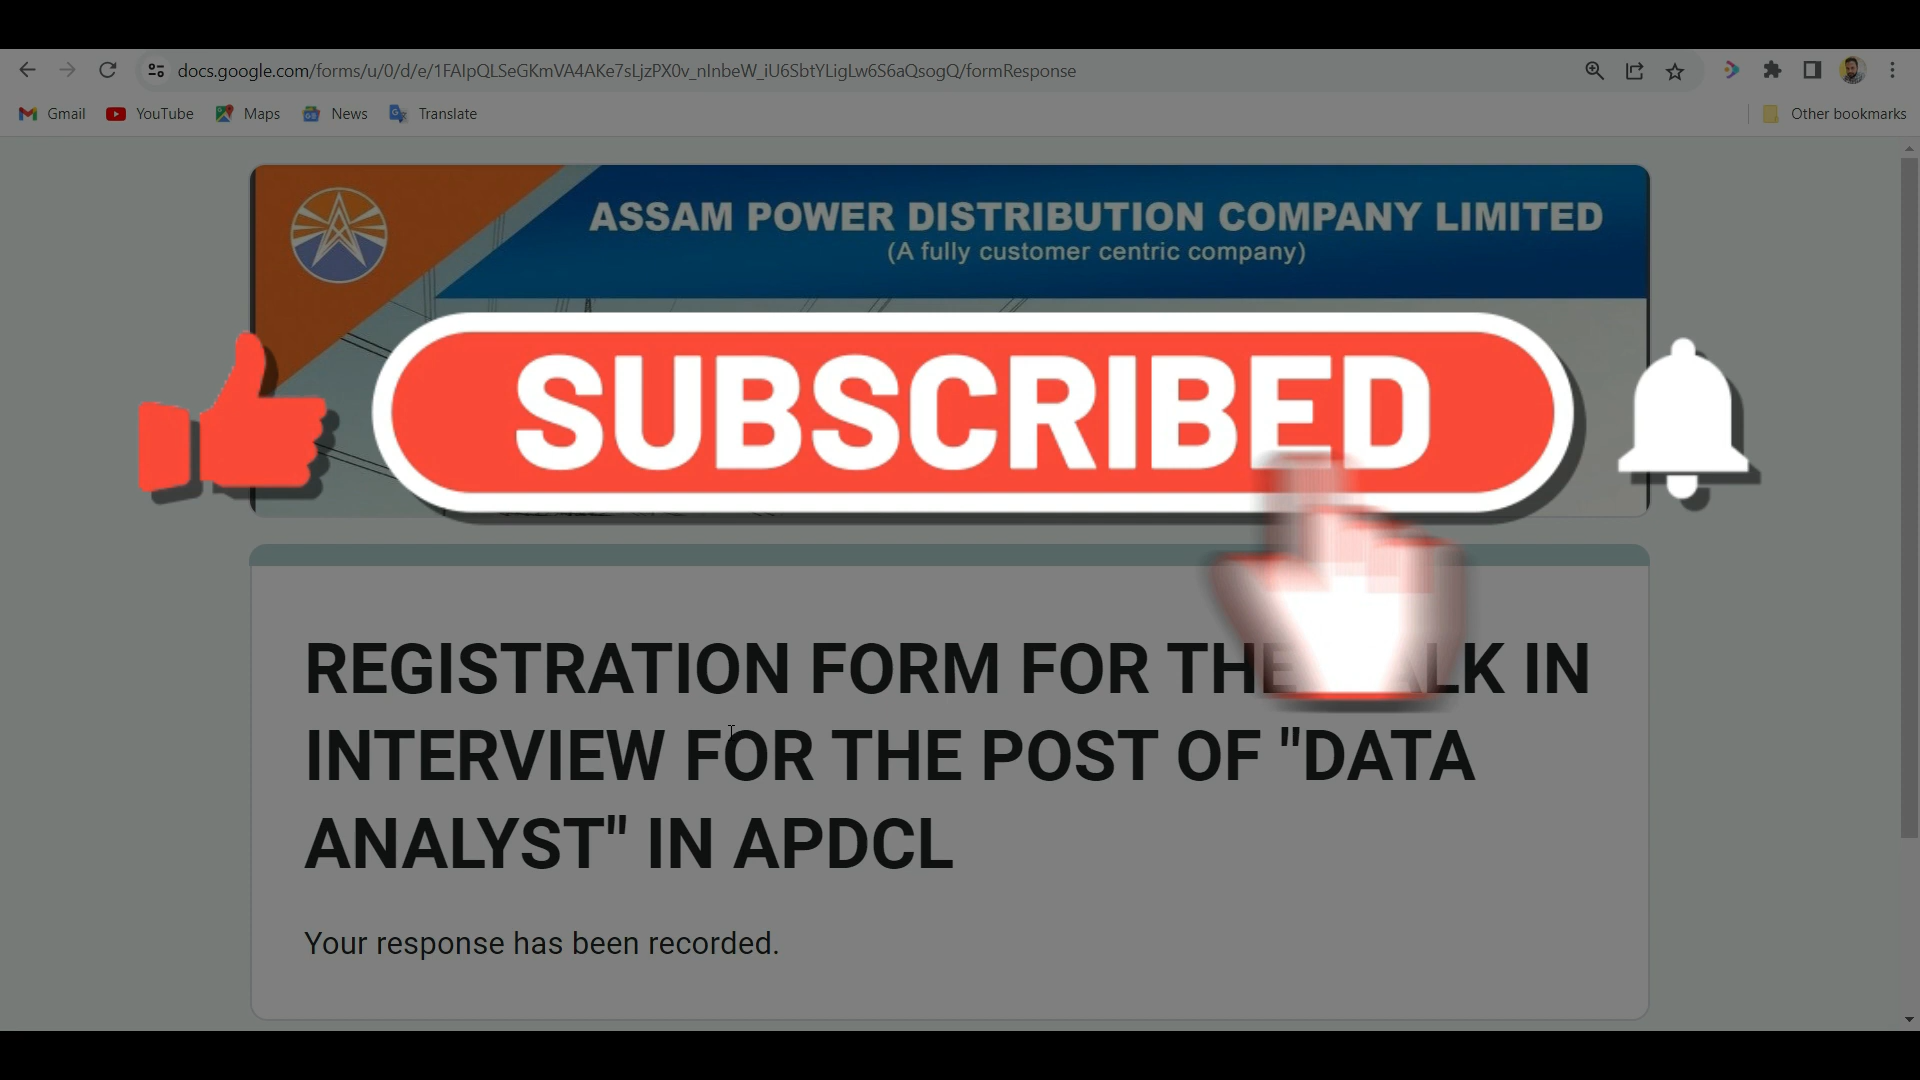 docs.google.com/forms/u/0/d/e/1FAIpQLSeGKmVA4AKe7sLjzPX0v_nInbeW_iU6SbtYLigLw6S6aQsogQ/formResponse
Gmail YouTube Maps News Translate Other bookmarks
ASSAM POWER DISTRIBUTION COMPANY LIMITED
(A fully customer centric company)
SUBSCRIBED
REGISTRATION FORM FOR THE WALK IN
INTERVIEW FOR THE POST OF "DATA
ANALYST" IN APDCL
Your response has been recorded.